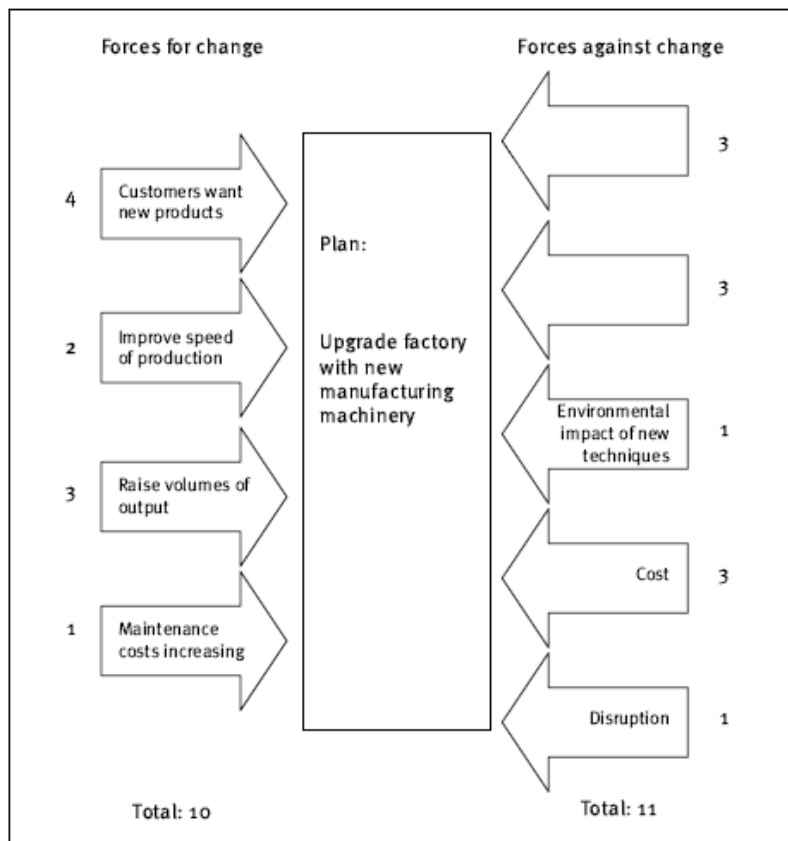 Forces for change
Forces against change
4
Customers want
new products
2
Improve speed
of production
3
Raise volumes of
output
1
Maintenance
costs increasing
Total: 10
Plan:
Upgrade factory
with new
manufacturing
machinery
3
3
Environmental
impact of new
techniques
1
Cost
3
Disruption
1
Total: 11